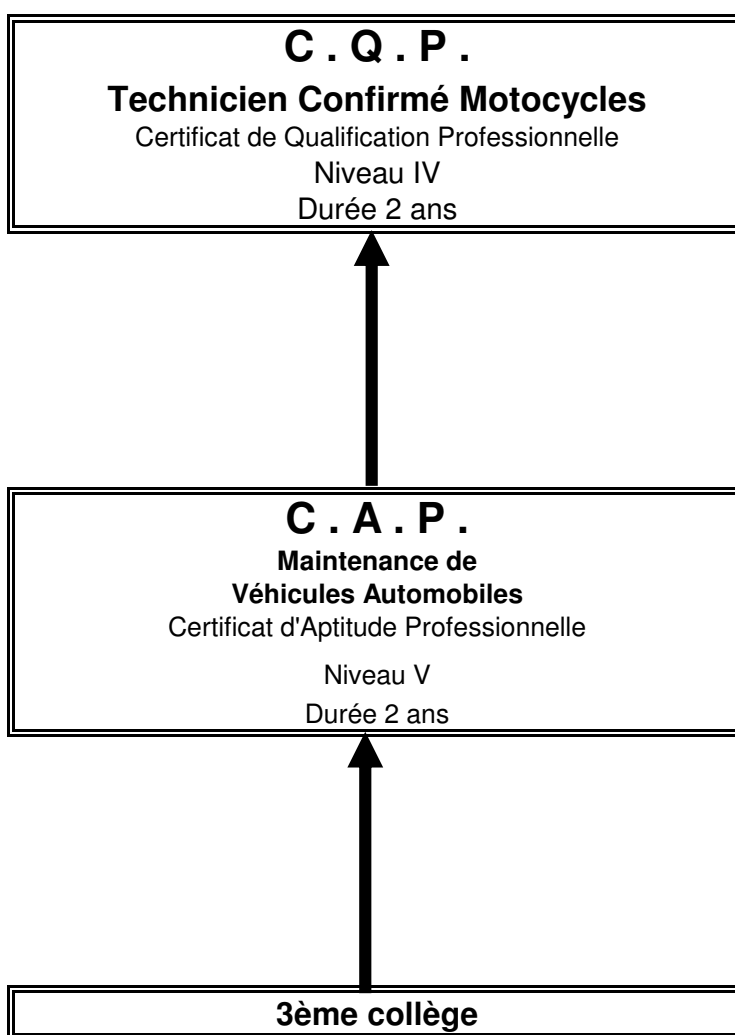 C . Q . P .
Technicien Confirmé Motocycles
Certificat de Qualification Professionnelle
Niveau IV
Durée 2 ans
C . A . P .
Maintenance de
Véhicules Automobiles
Certificat d'Aptitude Professionnelle
Niveau V
Durée 2 ans
3ème collège